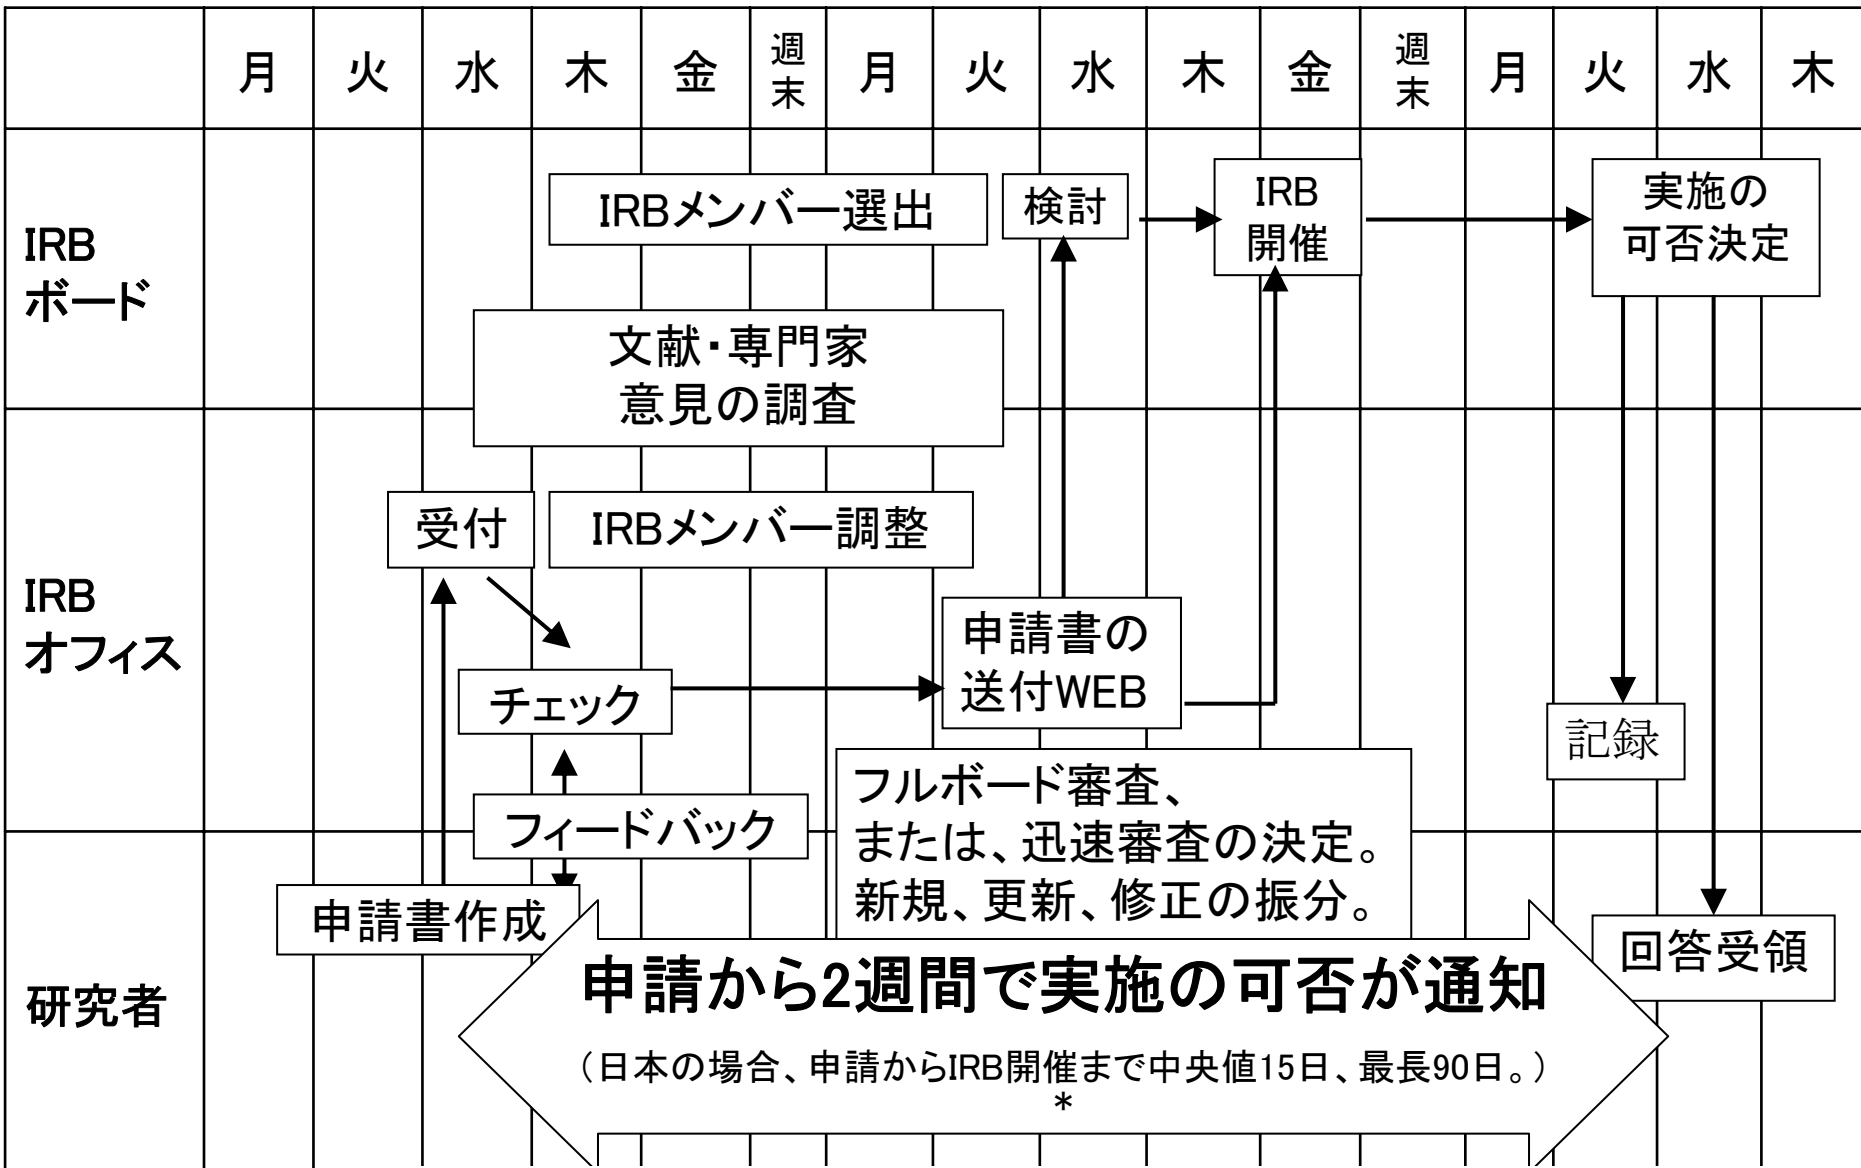 月 火 水 木 金 週末 月 火 水 木 金 週末 月 火 水 木
IRB
ボード
IRBメンバー選出
検討
IRB
開催
実施の
可否決定
文献・専門家
意見の調査
IRB
オフィス
受付
IRBメンバー調整
チェック
申請書の
送付WEB
記録
フィードバック
フルボード審査、
または、迅速審査の決定。
新規、更新、修正の振分。
研究者
申請書作成
回答受領
申請から2週間で実施の可否が通知
（日本の場合、申請からIRB開催まで中央値15日、最長90日。）
*